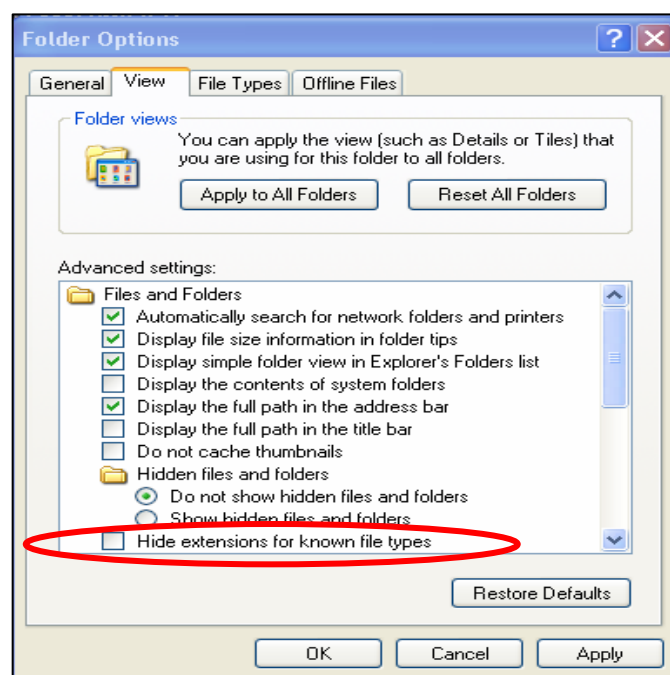 Folder Options
General
View
File Types
Offline Files
Folder views
You can apply the view (such as Details or Tiles) that
you are using for this folder to all folders.
Apply to All Folders
Reset All Folders
Advanced settings:
Files and Folders
Automatically search for network folders and printers
Display file size information in folder tips
Display simple folder view in Explorer's Folders list
Display the contents of system folders
Display the full path in the address bar
Display the full path in the title bar
Do not cache thumbnails
Hidden files and folders
Do not show hidden files and folders
Show hidden files and folders
Hide extensions for known file types
Restore Defaults
OK
Cancel
Apply